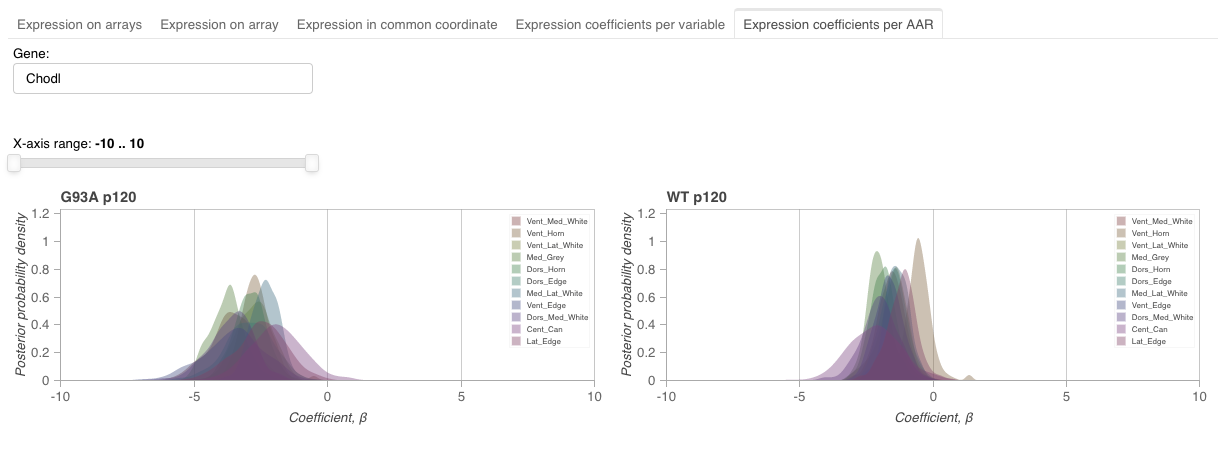 Expression on arrays Expression on array Expression in common coordinate Expression coefficients per variable Expression coefficients per AAR
Gene:
Chodl
X-axis range: -10 .. 10
G93A p120
Posterior probability density
1.2
1
0.8
0.6
0.4
0.2
0
-10 -5 0 5 10
Coefficient, β
Vent_Med_White
Vent_Horn
Vent_Lat_White
Med_Grey
Dors_Horn
Dors_Edge
Med_Lat_White
Vent_Edge
Dors_Med_White
Cent_Can
Lat_Edge
WT p120
Posterior probability density
1.2
1
0.8
0.6
0.4
0.2
0
-10 -5 0 5 10
Coefficient, β
Vent_Med_White
Vent_Horn
Vent_Lat_White
Med_Grey
Dors_Horn
Dors_Edge
Med_Lat_White
Vent_Edge
Dors_Med_White
Cent_Can
Lat_Edge